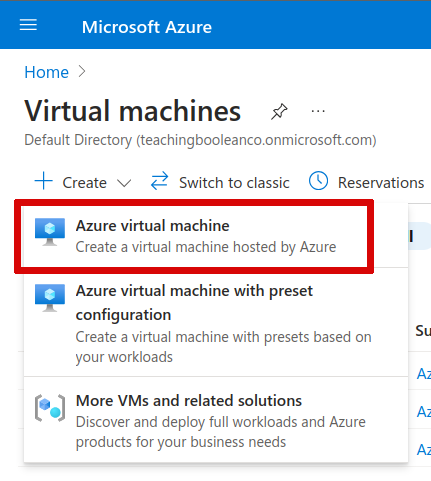 Microsoft Azure
Home
Virtual machines
Default Directory (teachingbooleanco.onmicrosoft.com)
Create Switch to classic Reservations
Azure virtual machine
Create a virtual machine hosted by Azure
Azure virtual machine with preset
configuration
Create a virtual machine with presets based on
your workloads
More VMs and related solutions
Discover and deploy full workloads and Azure
products for your business needs
Su
Az
Az
Az